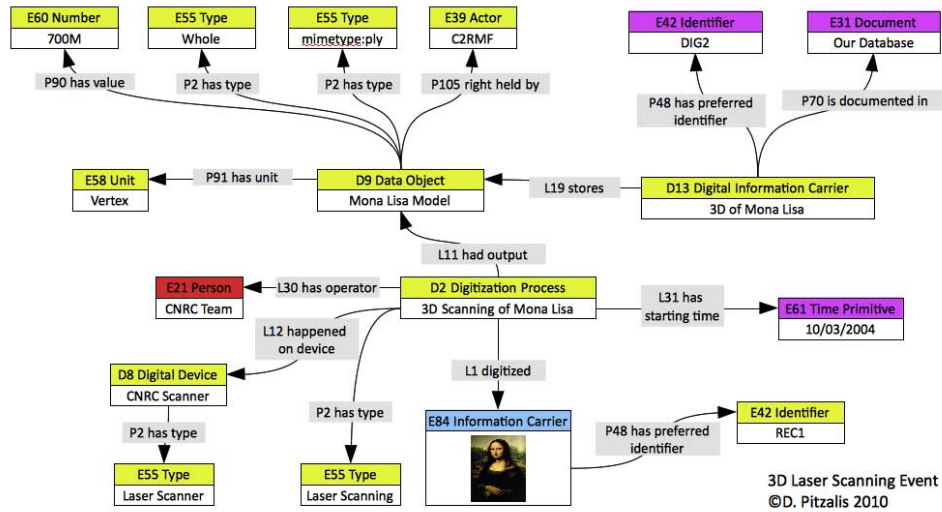 E60 Number
700M
E55 Type
Whole
E55 Type
mimetype:ply
E39 Actor
C2RMF
E42 Identifier
DIG2
E31 Document
Our Database
P90 has value
P2 has type
P2 has type
P105 right held by
P48 has preferred
identifier
P70 is documented in
E58 Unit
Vertex
P91 has unit
D9 Data Object
Mona Lisa Model
L19 stores
D13 Digital Information Carrier
3D of Mona Lisa
L11 had output
E21 Person
CNRC Team
L30 has operator
D2 Digitization Process
3D Scanning of Mona Lisa
L31 has
starting time
E61 Time Primitive
10/03/2004
L12 happened
on device
D8 Digital Device
CNRC Scanner
L1 digitized
P2 has type
P2 has type
E84 Information Carrier
P48 has preferred
identifier
E42 Identifier
REC1
E55 Type
Laser Scanner
E55 Type
Laser Scanning
3D Laser Scanning Event
©D. Pitzalis 2010